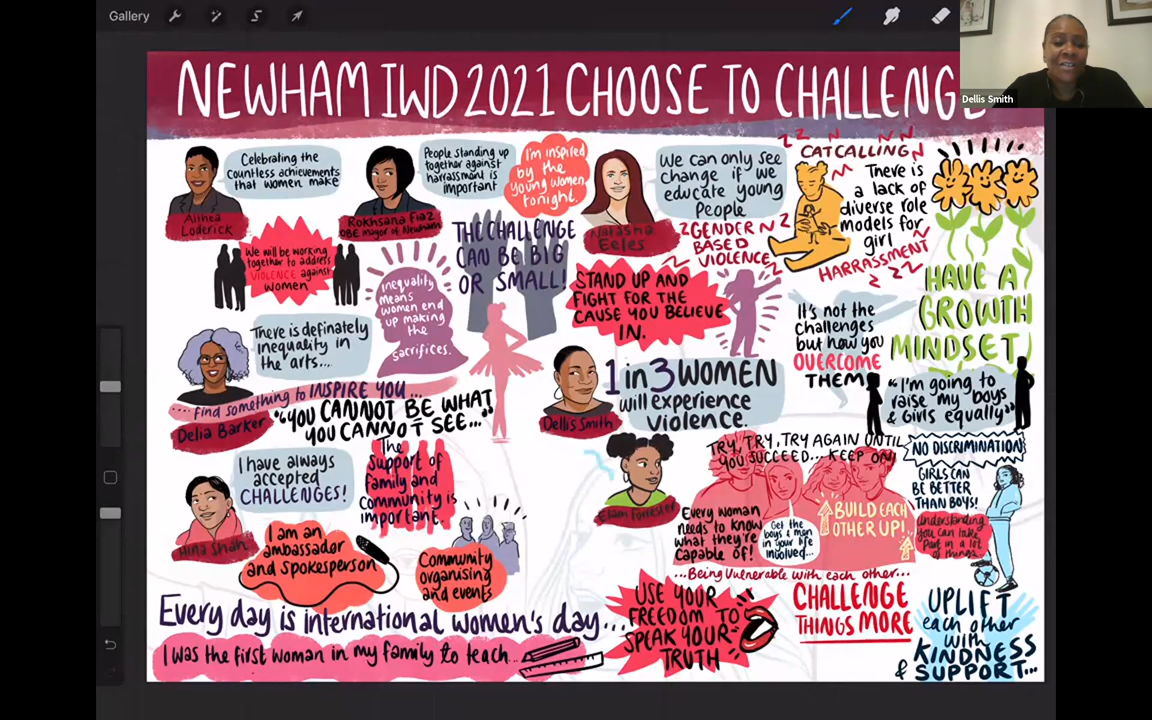 Gallery
Dellis Smith
NEWHAM IWD 2021 CHOOSE TO CHALLENG
Celebrating the
countless achievements
that women make
Althea
Loderick
People standing up
together against
harrassment is
important
Rokhsana Fiaz
OBE mayor of Newham
I'm inspired
by the
young women
tonight.
We can only see
change if we
educate young
People
Natasha
Eeles
CATCALLING
There is
a lack of
diverse role
models for
girl
HARRASSMENT
GENDER
BASED
VIOLENCE
We will be working
together to address
VIOLENCE against
women
inequality
means
women end
up making
the
sacrifices.
THE CHALLENGE
CAN BE BIG
OR SMALL!
STAND UP AND
FIGHT FOR THE
CAUSE YOU BELIEVE
IN.
It's not the
challenges
but how you
OVERCOME
THEM
HAVE A
GROWTH
MINDSET
There is definately
inequality in
the arts...
...find something to INSPIRE YOU...
Delia Barker
"YOU CANNOT BE WHAT
YOU CANNOT SEE..."
Dellis Smith
1 in 3 WOMEN
will experience
violence.
"I'm going to
raise my boys
& Girls equally"
I have always
accepted
CHALLENGES!
Hina Shah
The
support of
family and
community is
important.
I am an
ambassador
and spokesperson
Community
organising
and events
Elam Forrester
TRY, TRY, TRY AGAIN UNTIL
YOU SUCCEED... KEEP ON!
Every woman
needs to know
what they're
capable of!
Get the
boys & men
in your life
involved...
BUILD EACH
OTHER UP!
NO DISCRIMINATION!
GIRLS CAN
BE BETTER
THAN BOYS!
understanding
you can take
part in a lot
of things
...Being Vulnerable with each other...
Every day is international women's day...
I was the first woman in my family to teach...
USE YOUR
FREEDOM TO
SPEAK YOUR
TRUTH
CHALLENGE
THINGS MORE
UPLIFT
each other
with
KINDNESS
& SUPPORT...